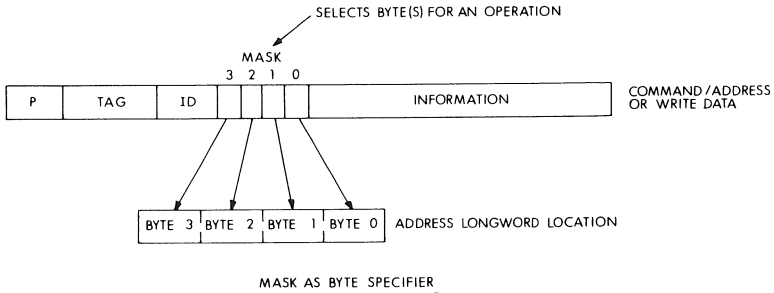 SELECTS BYTE(S) FOR AN OPERATION
MASK
3 2 1 0
P TAG ID INFORMATION
COMMAND/ADDRESS
OR WRITE DATA
BYTE 3 BYTE 2 BYTE 1 BYTE 0 ADDRESS LONGWORD LOCATION
MASK AS BYTE SPECIFIER